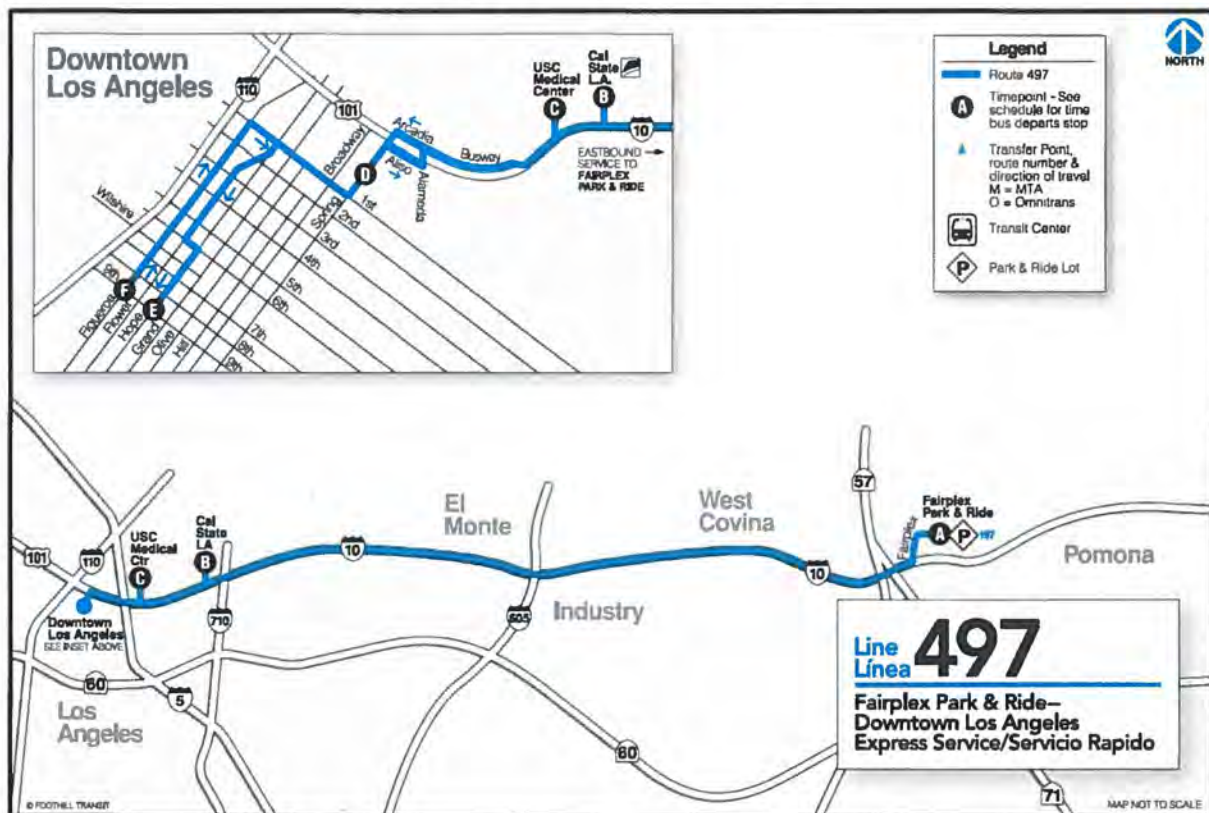 Downtown
Los Angeles
110
101
Broadway
Arcadia
Aliso
Alameda
Busway
USC
Medical
Center
C
Cal
State
L.A.
B
10
EASTBOUND
SERVICE TO
FAIRPLEX
PARK & RIDE
D
Wilshire
Spring
1st
2nd
3rd
4th
5th
6th
7th
8th
9th
9th
F
E
Figueroa
Flower
Hope
Grand
Olive
Hill
Legend
Route 497
A
Timepoint - See
schedule for time
bus departs stop
Transfer Point,
route number &
direction of travel
M = MTA
O = Omnitrans
Transit Center
P
Park & Ride Lot
NORTH
101
110
USC
Medical
Ctr
C
Cal
State
LA
B
710
10
El
Monte
605
Industry
West
Covina
10
57
Fairplex
Fairplex
Park & Ride
A
P
Pomona
Downtown
Los Angeles
SEE INSET ABOVE
60
5
Los
Angeles
60
71
Line
Línea
497
Fairplex Park & Ride–
Downtown Los Angeles
Express Service/Servicio Rapido
© FOOTHILL TRANSIT
MAP NOT TO SCALE